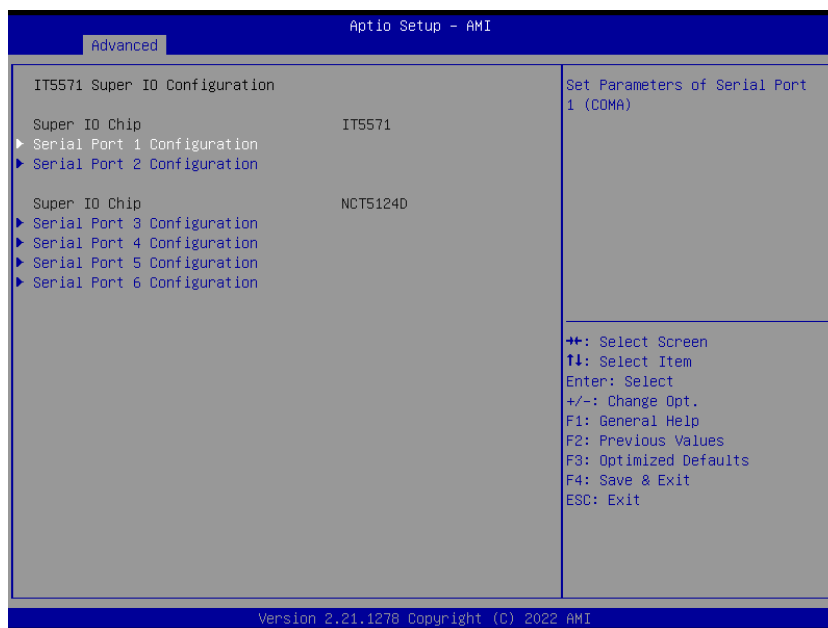 Aptio Setup – AMI
Advanced
IT5571 Super IO Configuration
Super IO Chip IT5571
▶ Serial Port 1 Configuration
▶ Serial Port 2 Configuration
Super IO Chip NCT5124D
▶ Serial Port 3 Configuration
▶ Serial Port 4 Configuration
▶ Serial Port 5 Configuration
▶ Serial Port 6 Configuration
Set Parameters of Serial Port
1 (COMA)
→←: Select Screen
↑↓: Select Item
Enter: Select
+/-: Change Opt.
F1: General Help
F2: Previous Values
F3: Optimized Defaults
F4: Save & Exit
ESC: Exit
Version 2.21.1278 Copyright (C) 2022 AMI